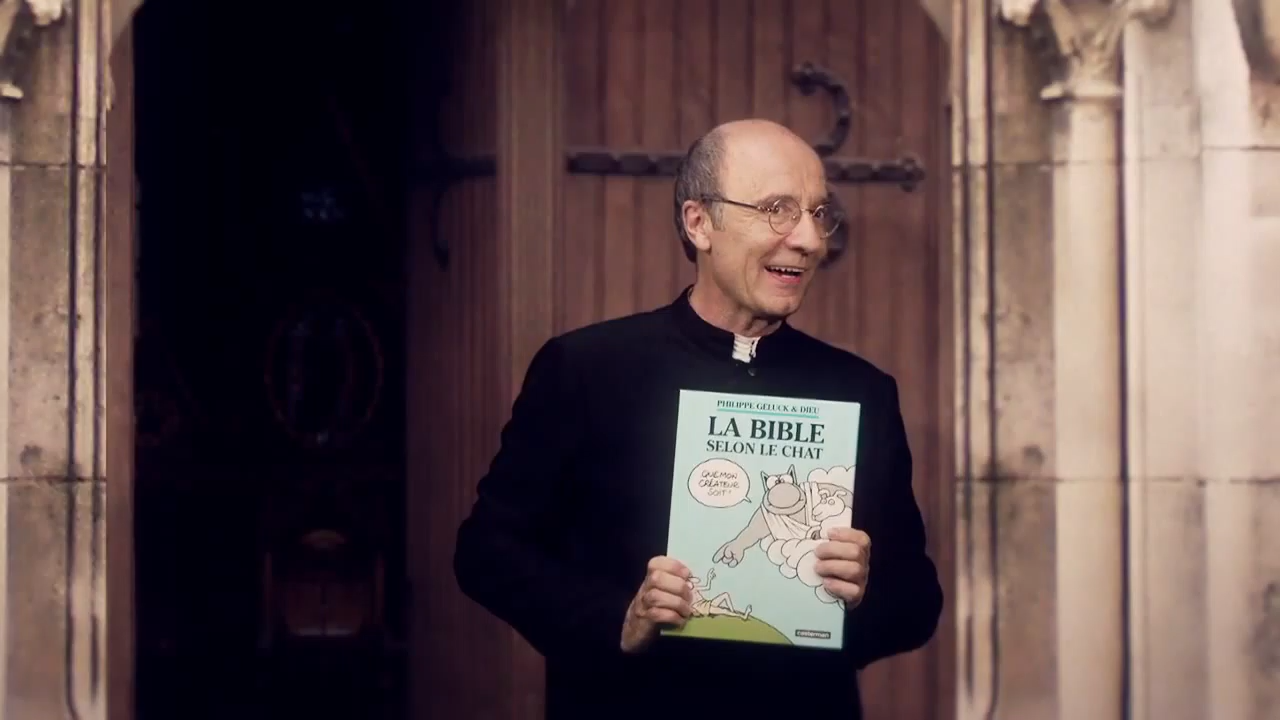 PHILIPPE GELUCK & DIEU
LA BIBLE
SELON LE CHAT
QUE MON
CRÉATEUR
SOIT !
casterman